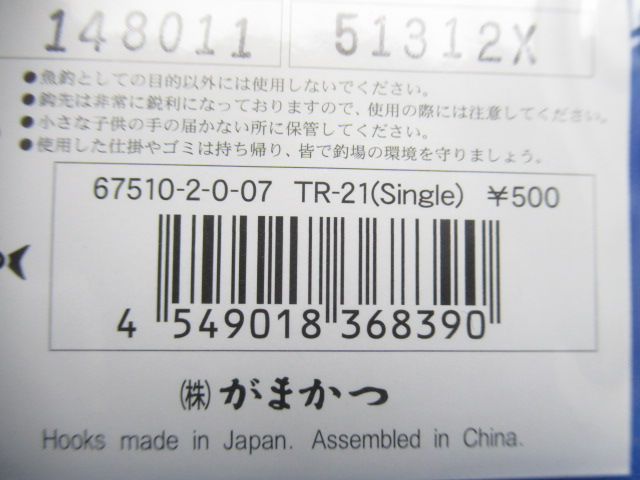 148011 51312X
●魚釣としての目的以外には使用しないでください。
●鈎先は非常に鋭利になっておりますので、使用の際には注意してください。
●小さな子供の手の届かない所に保管してください。
●使用した仕掛やゴミは持ち帰り、皆で釣場の環境を守りましょう。
67510-2-0-07 TR-21(Single) ¥500
4 549018 368390
㈱がまかつ
Hooks made in Japan. Assembled in China.